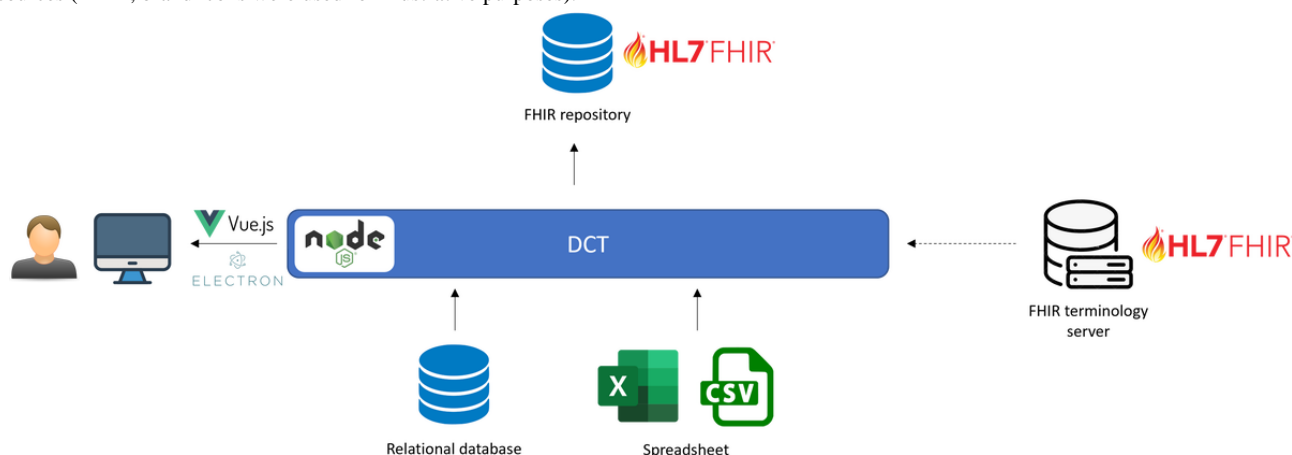 HL7 FHIR
FHIR repository
Vue.js
node
JS
DCT
ELECTRON
HL7 FHIR
FHIR terminology
server
X
CSV
Relational database
Spreadsheet